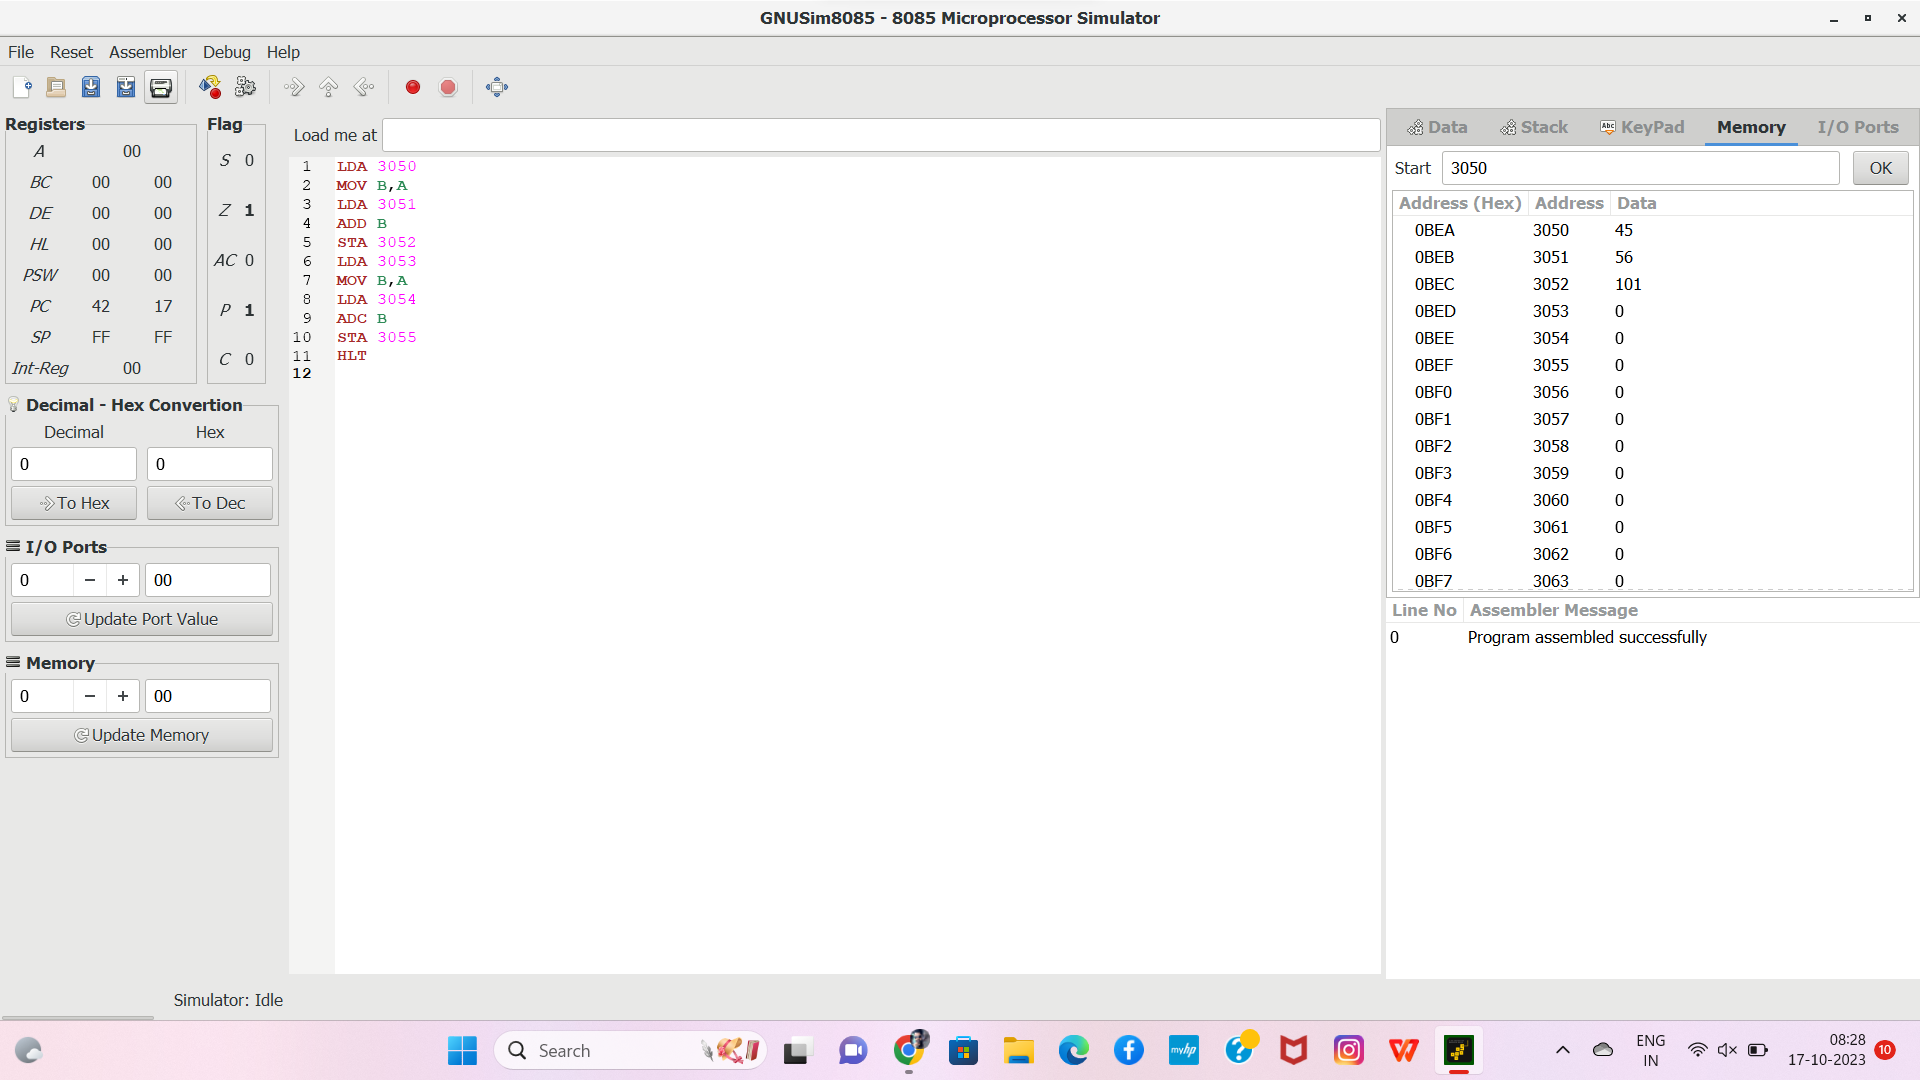 GNUSim8085 - 8085 Microprocessor Simulator
File Reset Assembler Debug Help
Registers
A 00
BC 00 00
DE 00 00
HL 00 00
PSW 00 00
PC 42 17
SP FF FF
Int-Reg 00
Flag
S 0
Z 1
AC 0
P 1
C 0
Decimal - Hex Convertion
Decimal Hex
0 0
To Hex To Dec
I/O Ports
0 − + 00
Update Port Value
Memory
0 − + 00
Update Memory
Load me at
1 LDA 3050
2 MOV B,A
3 LDA 3051
4 ADD B
5 STA 3052
6 LDA 3053
7 MOV B,A
8 LDA 3054
9 ADC B
10 STA 3055
11 HLT
12
Data Stack Abc KeyPad Memory I/O Ports
Start 3050 OK
Address (Hex) Address Data
0BEA 3050 45
0BEB 3051 56
0BEC 3052 101
0BED 3053 0
0BEE 3054 0
0BEF 3055 0
0BF0 3056 0
0BF1 3057 0
0BF2 3058 0
0BF3 3059 0
0BF4 3060 0
0BF5 3061 0
0BF6 3062 0
0BF7 3063 0
Line No Assembler Message
0 Program assembled successfully
Simulator: Idle
Search
myhp
ENG
IN
08:28
17-10-2023
10